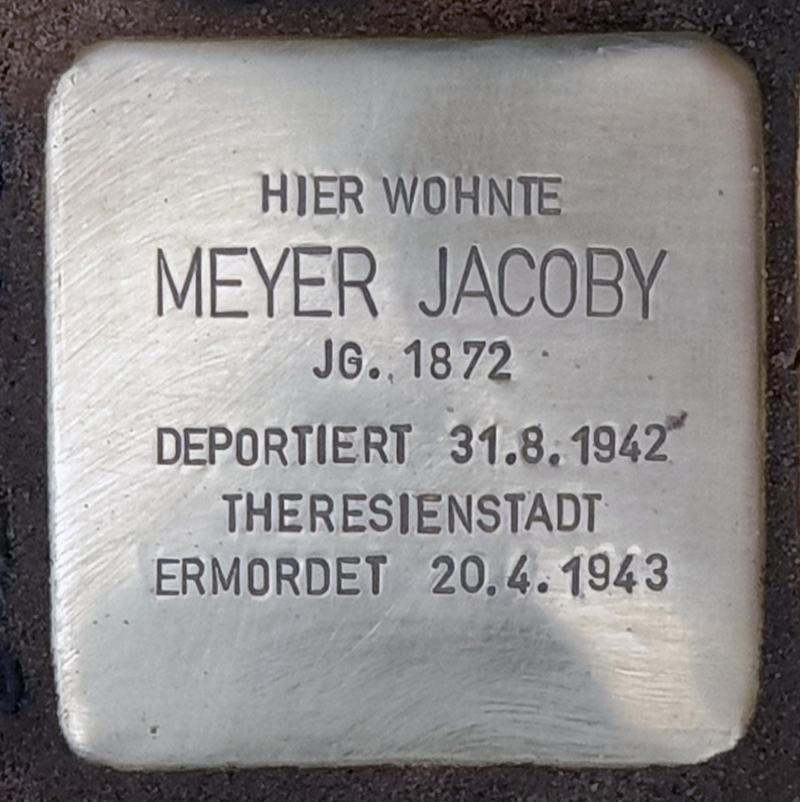 HIER WOHNTE
MEYER JACOBY
JG. 1872
DEPORTIERT 31.8.1942
THERESIENSTADT
ERMORDET 20.4.1943